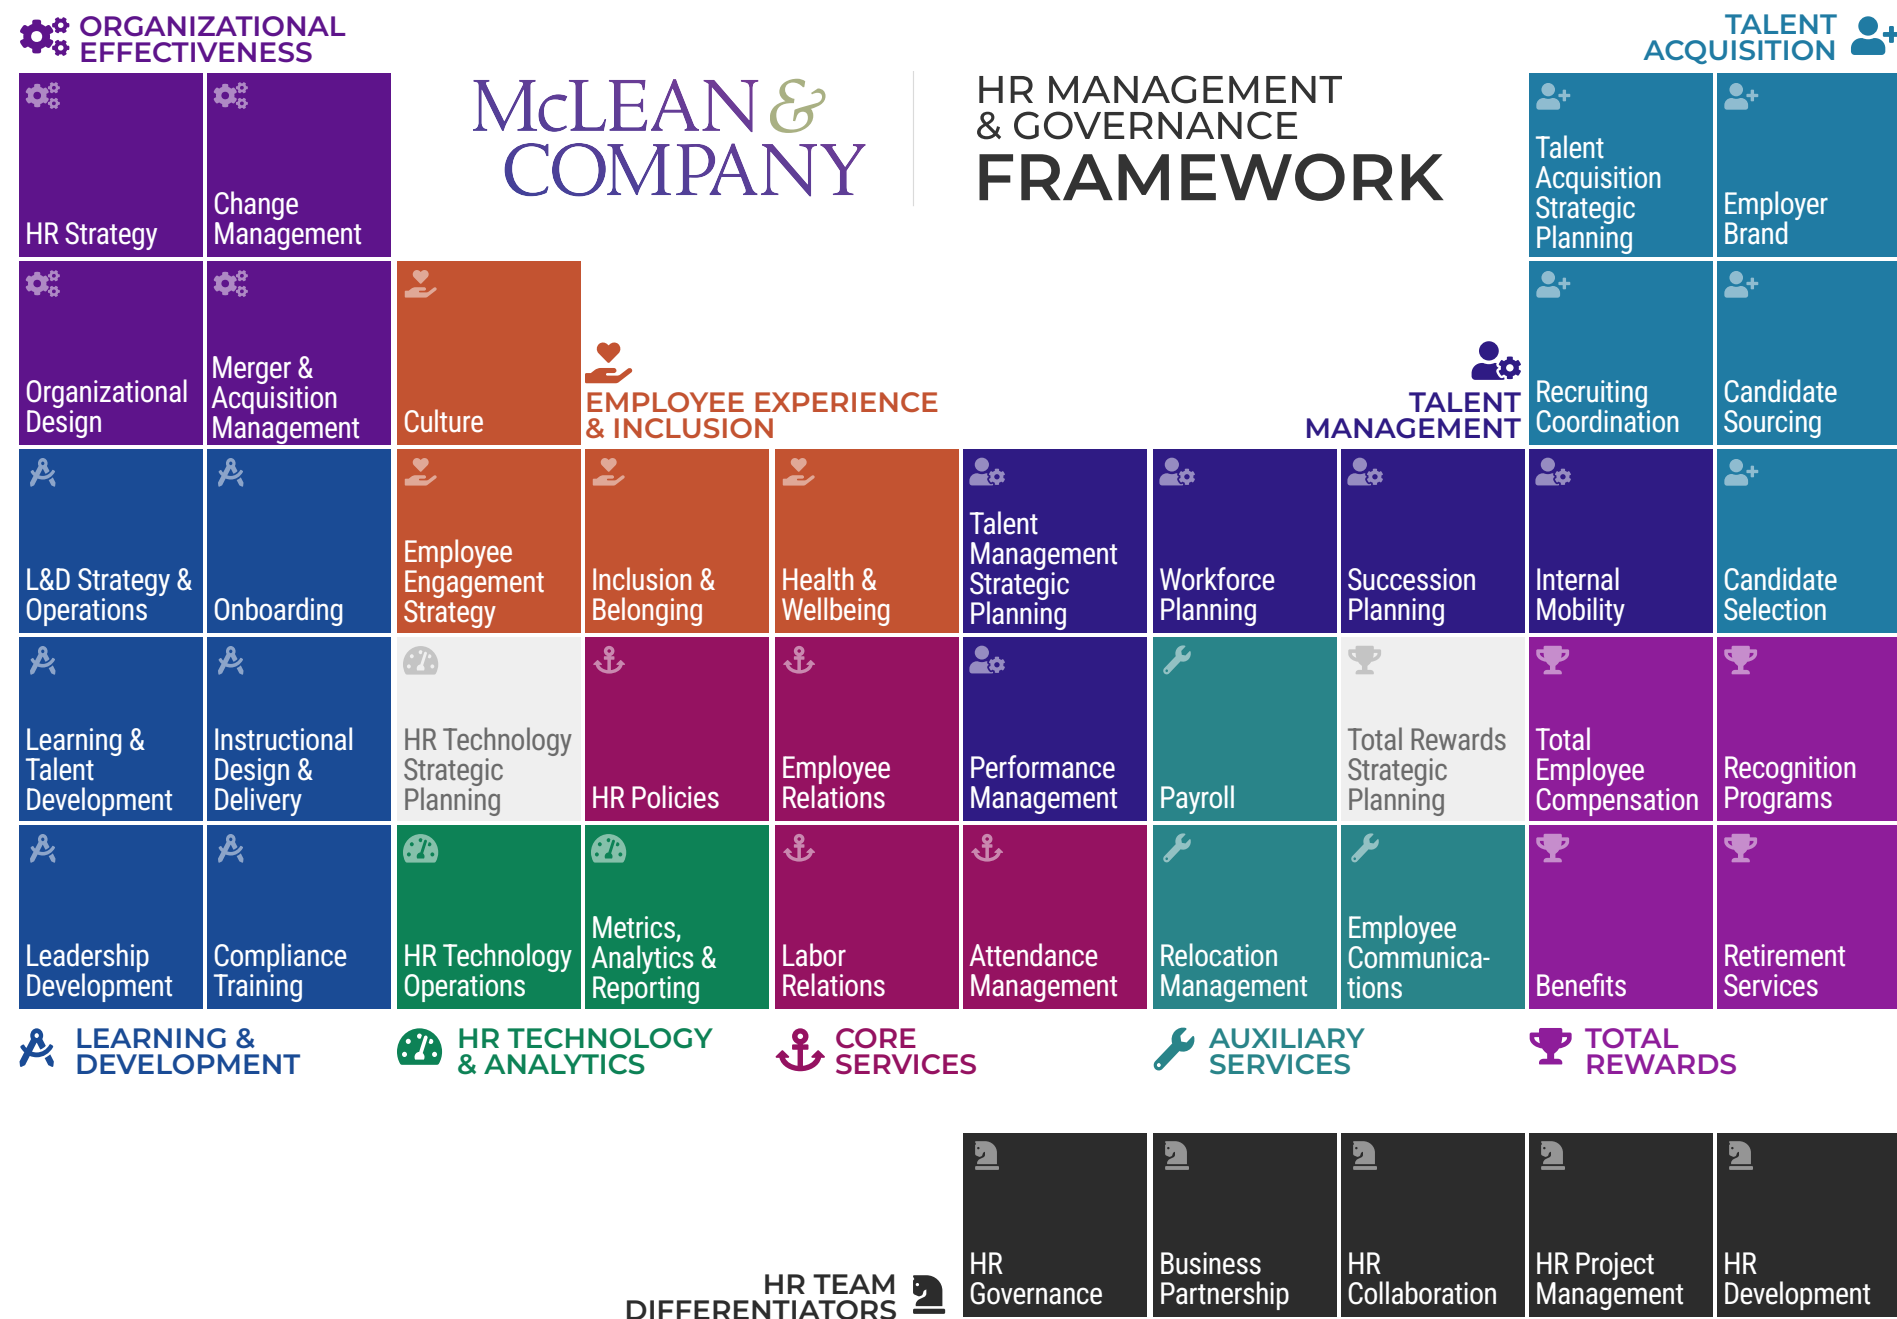 ORGANIZATIONAL
EFFECTIVENESS
TALENT
ACQUISITION
McLEAN &
COMPANY
HR MANAGEMENT
& GOVERNANCE
FRAMEWORK
HR Strategy
Change
Management
Talent
Acquisition
Strategic
Planning
Employer
Brand
Organizational
Design
Merger &
Acquisition
Management
Culture
EMPLOYEE EXPERIENCE
& INCLUSION
TALENT
MANAGEMENT
Recruiting
Coordination
Candidate
Sourcing
L&D Strategy &
Operations
Onboarding
Employee
Engagement
Strategy
Inclusion &
Belonging
Health &
Wellbeing
Talent
Management
Strategic
Planning
Workforce
Planning
Succession
Planning
Internal
Mobility
Candidate
Selection
Learning &
Talent
Development
Instructional
Design &
Delivery
HR Technology
Strategic
Planning
HR Policies
Employee
Relations
Performance
Management
Payroll
Total Rewards
Strategic
Planning
Total
Employee
Compensation
Recognition
Programs
Leadership
Development
Compliance
Training
HR Technology
Operations
Metrics,
Analytics &
Reporting
Labor
Relations
Attendance
Management
Relocation
Management
Employee
Communica-
tions
Benefits
Retirement
Services
LEARNING &
DEVELOPMENT
HR TECHNOLOGY
& ANALYTICS
CORE
SERVICES
AUXILIARY
SERVICES
TOTAL
REWARDS
HR TEAM
DIFFERENTIATORS
HR
Governance
Business
Partnership
HR
Collaboration
HR Project
Management
HR
Development